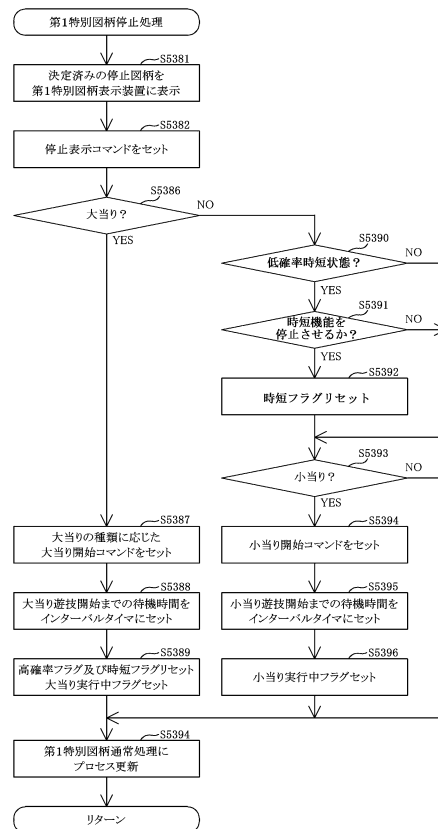 第1特別図柄停止処理
S5381
決定済みの停止図柄を
第1特別図柄表示装置に表示
S5382
停止表示コマンドをセット
S5386
大当り？
NO
YES
S5390
低確率時短状態？
NO
YES
S5391
時短機能を
停止させるか？
NO
YES
S5392
時短フラグリセット
S5393
小当り？
NO
YES
S5387
大当りの種類に応じた
大当り開始コマンドをセット
S5394
小当り開始コマンドをセット
S5388
大当り遊技開始までの待機時間を
インターバルタイマにセット
S5395
小当り遊技開始までの待機時間を
インターバルタイマにセット
S5389
高確率フラグ及び時短フラグリセット
大当り実行中フラグセット
S5396
小当り実行中フラグセット
S5394
第1特別図柄通常処理に
プロセス更新
リターン